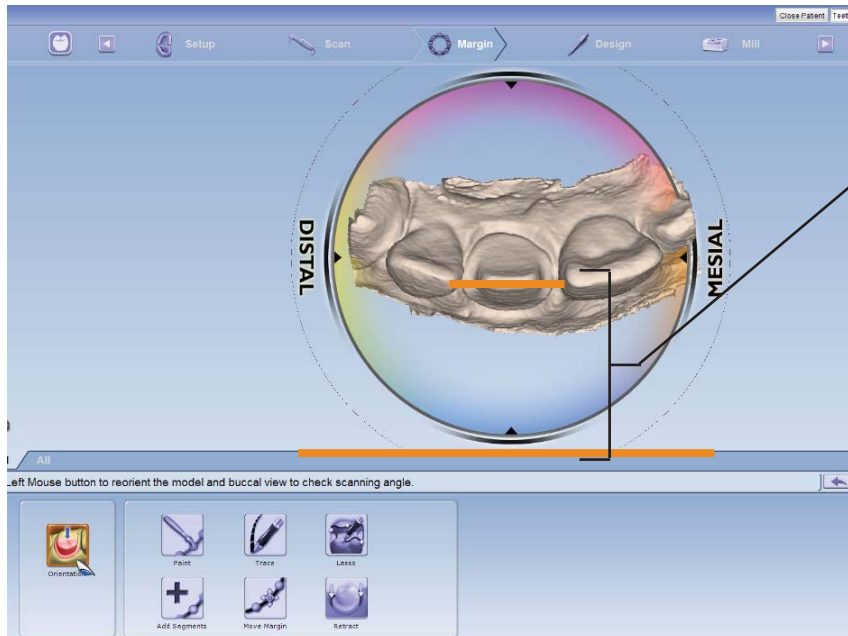 Close Patient Teet
Setup Scan Margin Design Mill
DISTAL
MESIAL
All
Left Mouse button to reorient the model and buccal view to check scanning angle.
Orientation
Paint Trace Lasso
Add Segments Move Margin Retract